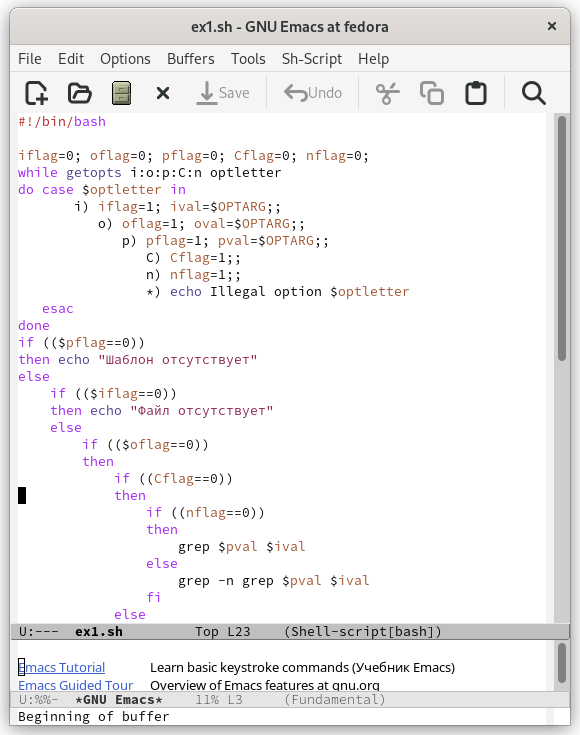 ex1.sh - GNU Emacs at fedora
File Edit Options Buffers Tools Sh-Script Help
Save Undo
#!/bin/bash
iflag=0; oflag=0; pflag=0; Cflag=0; nflag=0;
while getopts i:o:p:C:n optletter
do case $optletter in
i) iflag=1; ival=$OPTARG;;
o) oflag=1; oval=$OPTARG;;
p) pflag=1; pval=$OPTARG;;
C) Cflag=1;;
n) nflag=1;;
*) echo Illegal option $optletter
esac
done
if (($pflag==0))
then echo "Шаблон отсутствует"
else
if (($iflag==0))
then echo "Файл отсутствует"
else
if (($oflag==0))
then
if ((Cflag==0))
then
if ((nflag==0))
then
grep $pval $ival
else
grep -n grep $pval $ival
fi
else
U:--- ex1.sh Top L23 (Shell-script[bash])
Emacs Tutorial Learn basic keystroke commands (Учебник Emacs)
Emacs Guided Tour Overview of Emacs features at gnu.org
U:%%- *GNU Emacs* 11% L3 (Fundamental)
Beginning of buffer